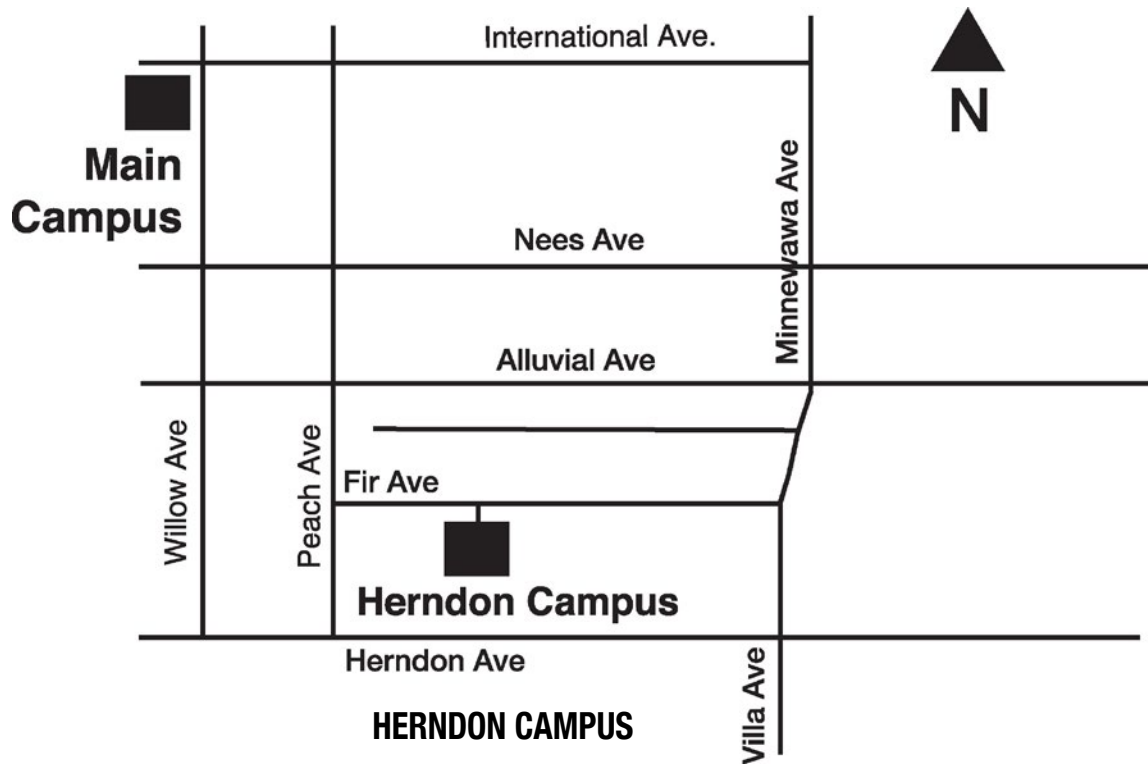 International Ave.
N
Main
Campus
Minnewawa Ave
Nees Ave
Alluvial Ave
Willow Ave
Peach Ave
Fir Ave
Herndon Campus
Herndon Ave
Villa Ave
HERNDON CAMPUS